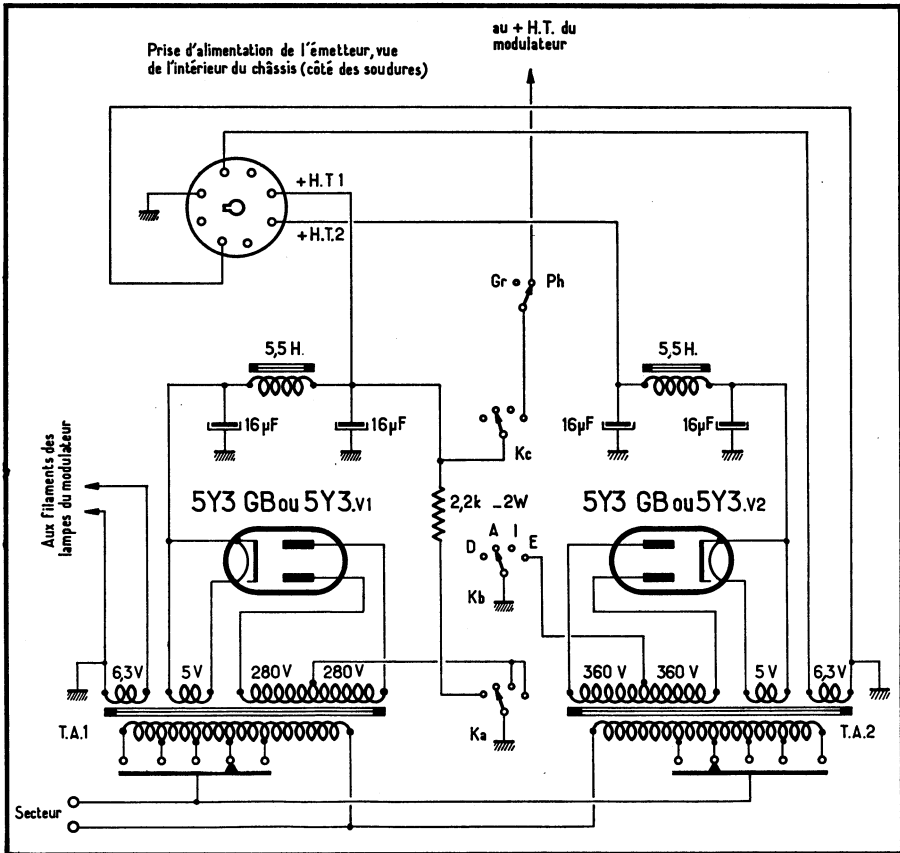 Prise d'alimentation de l'émetteur, vue
de l'intérieur du châssis (côté des soudures)
au + H.T. du
modulateur
+H.T1
+H.T.2
Gr
Ph
5,5 H.
5,5 H.
16µF
16µF
16µF
16µF
Kc
Aux filaments des
lampes du modulateur
5Y3 GB ou 5Y3.V1
2,2k _2W
5Y3 GB ou 5Y3.V2
D
A
I
E
Kb
6,3V
5V
280V
280V
360 V
360 V
5V
6,3V
T.A.1
Ka
T.A.2
Secteur